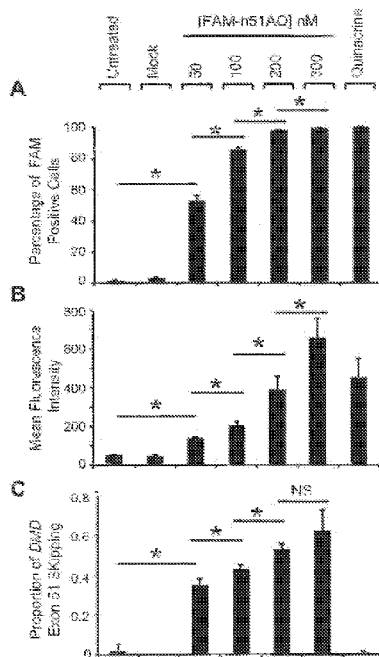 [FAM-h51AO] nM
Untreated
Mock
50
100
200
300
Quinacrine
A
Percentage of FAM
Positive Cells
100
80
60
40
20
0
*
*
*
*
B
Mean Fluorescence
Intensity
800
600
400
200
0
*
*
*
*
C
Proportion of DMD
Exon 51 Skipping
0.8
0.6
0.4
0.2
0
*
*
*
NS